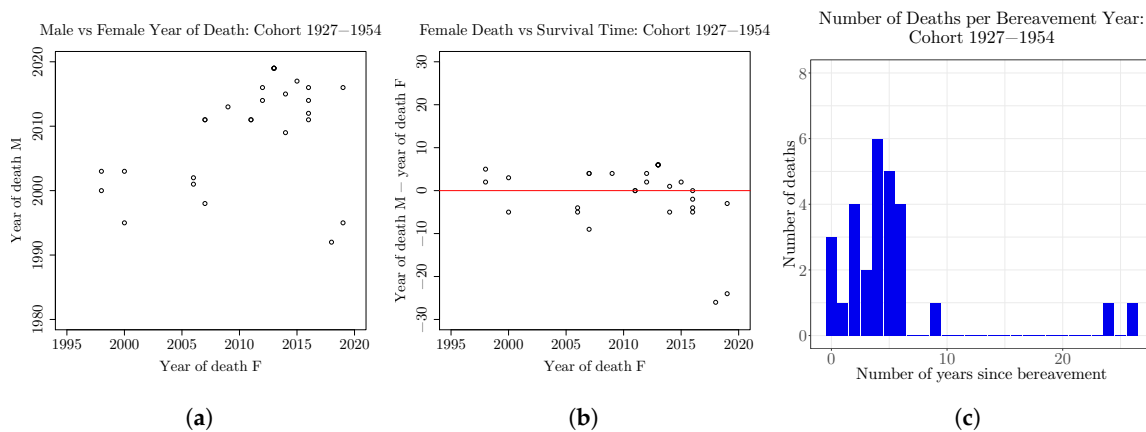 Male vs Female Year of Death: Cohort 1927−1954
Year of death M
1980
1990
2000
2010
2020
1995
2000
2005
2010
2015
2020
Year of death F
(a)
Female Death vs Survival Time: Cohort 1927−1954
Year of death M − year of death F
−30
−20
−10
0
10
20
30
1995
2000
2005
2010
2015
2020
Year of death F
(b)
Number of Deaths per Bereavement Year:
Cohort 1927−1954
Number of deaths
8
6
4
2
0
0
10
20
Number of years since bereavement
(c)